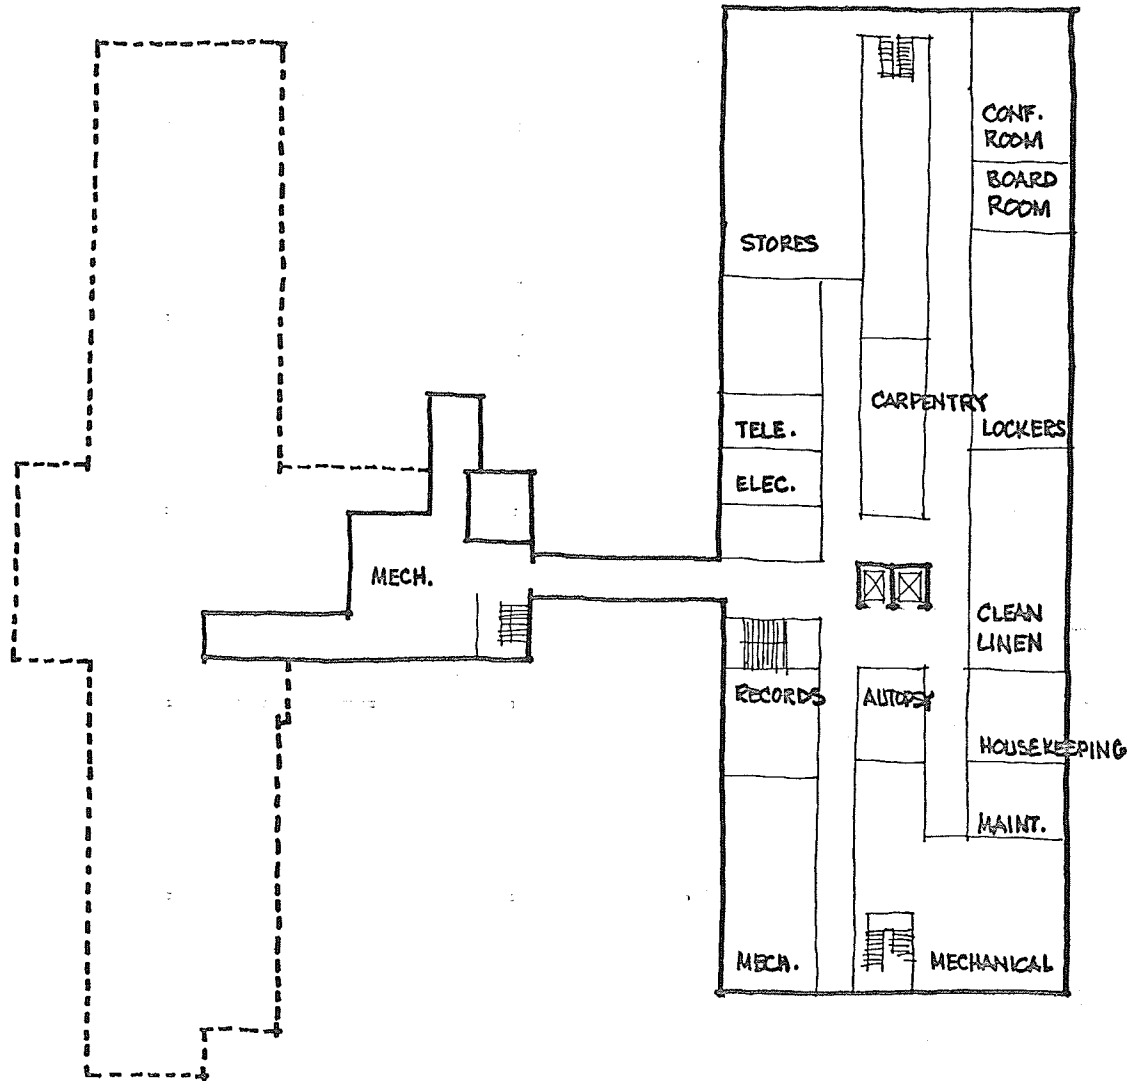 CONF.
ROOM
BOARD
ROOM
STORES
CARPENTRY
TELE.
LOCKERS
ELEC.
MECH.
CLEAN
LINEN
RECORDS
AUTOPSY
HOUSEKEEPING
MAINT.
MECH.
MECHANICAL